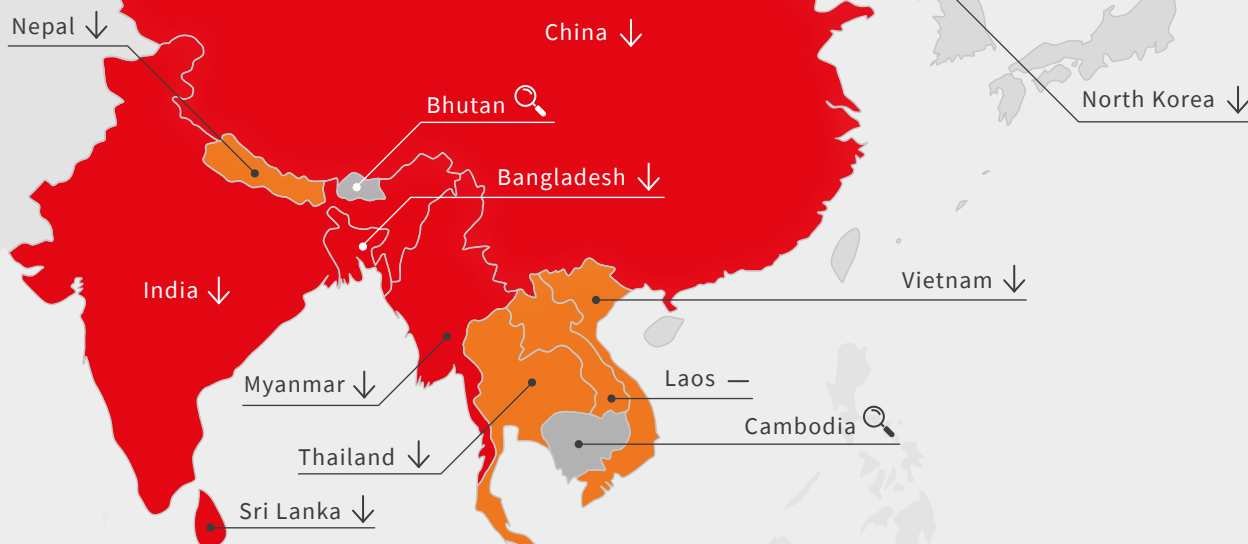 Nepal ↓
China ↓
Bhutan
North Korea ↓
Bangladesh ↓
India ↓
Vietnam ↓
Myanmar ↓
Laos –
Cambodia
Thailand ↓
Sri Lanka ↓